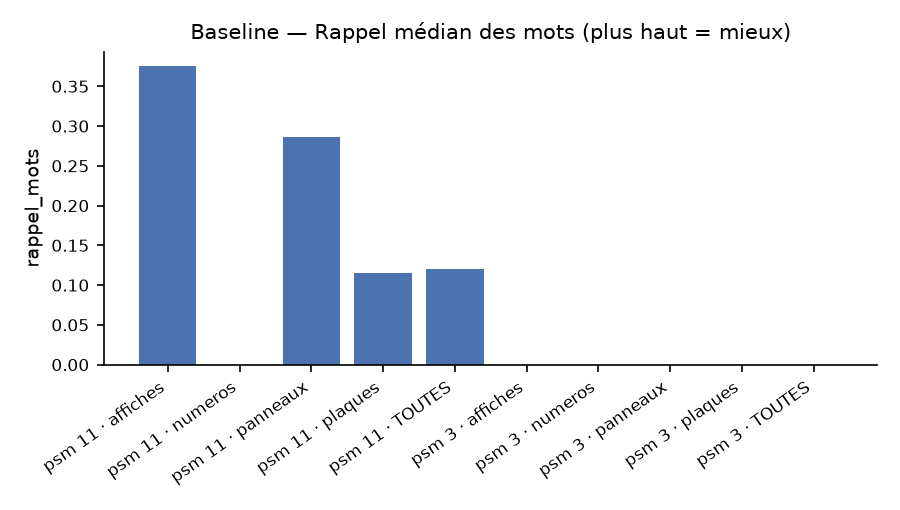 Baseline — Rappel médian des mots (plus haut = mieux)
rappel_mots
0.35
0.30
0.25
0.20
0.15
0.10
0.05
0.00
psm 11 · affiches
psm 11 · numeros
psm 11 · panneaux
psm 11 · plaques
psm 11 · TOUTES
psm 3 · affiches
psm 3 · numeros
psm 3 · panneaux
psm 3 · plaques
psm 3 · TOUTES